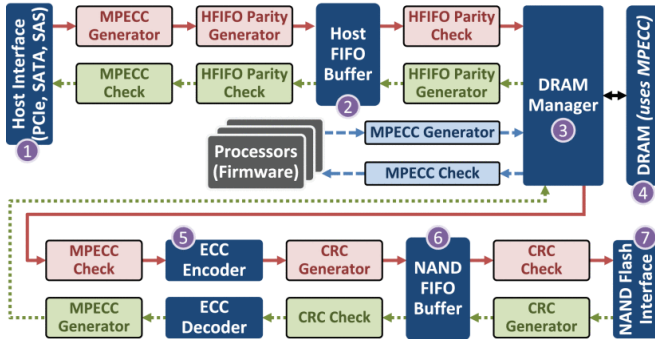 Host Interface
(PCIe, SATA, SAS)
1
MPECC
Generator
HFIFO Parity
Generator
Host
FIFO
Buffer
2
HFIFO Parity
Check
DRAM
Manager
3
DRAM (uses MPECC)
4
MPECC
Check
HFIFO Parity
Check
HFIFO Parity
Generator
Processors
(Firmware)
MPECC Generator
MPECC Check
MPECC
Check
5
ECC
Encoder
CRC
Generator
6
NAND
FIFO
Buffer
CRC
Check
7
NAND Flash
Interface
MPECC
Generator
ECC
Decoder
CRC Check
CRC
Generator